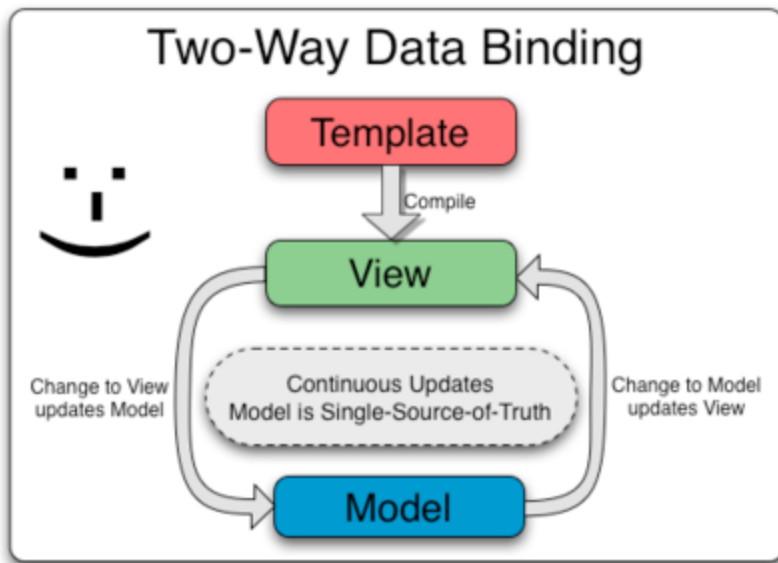 Two-Way Data Binding
Template
Compile
View
Change to View
updates Model
Continuous Updates
Model is Single-Source-of-Truth
Change to Model
updates View
Model